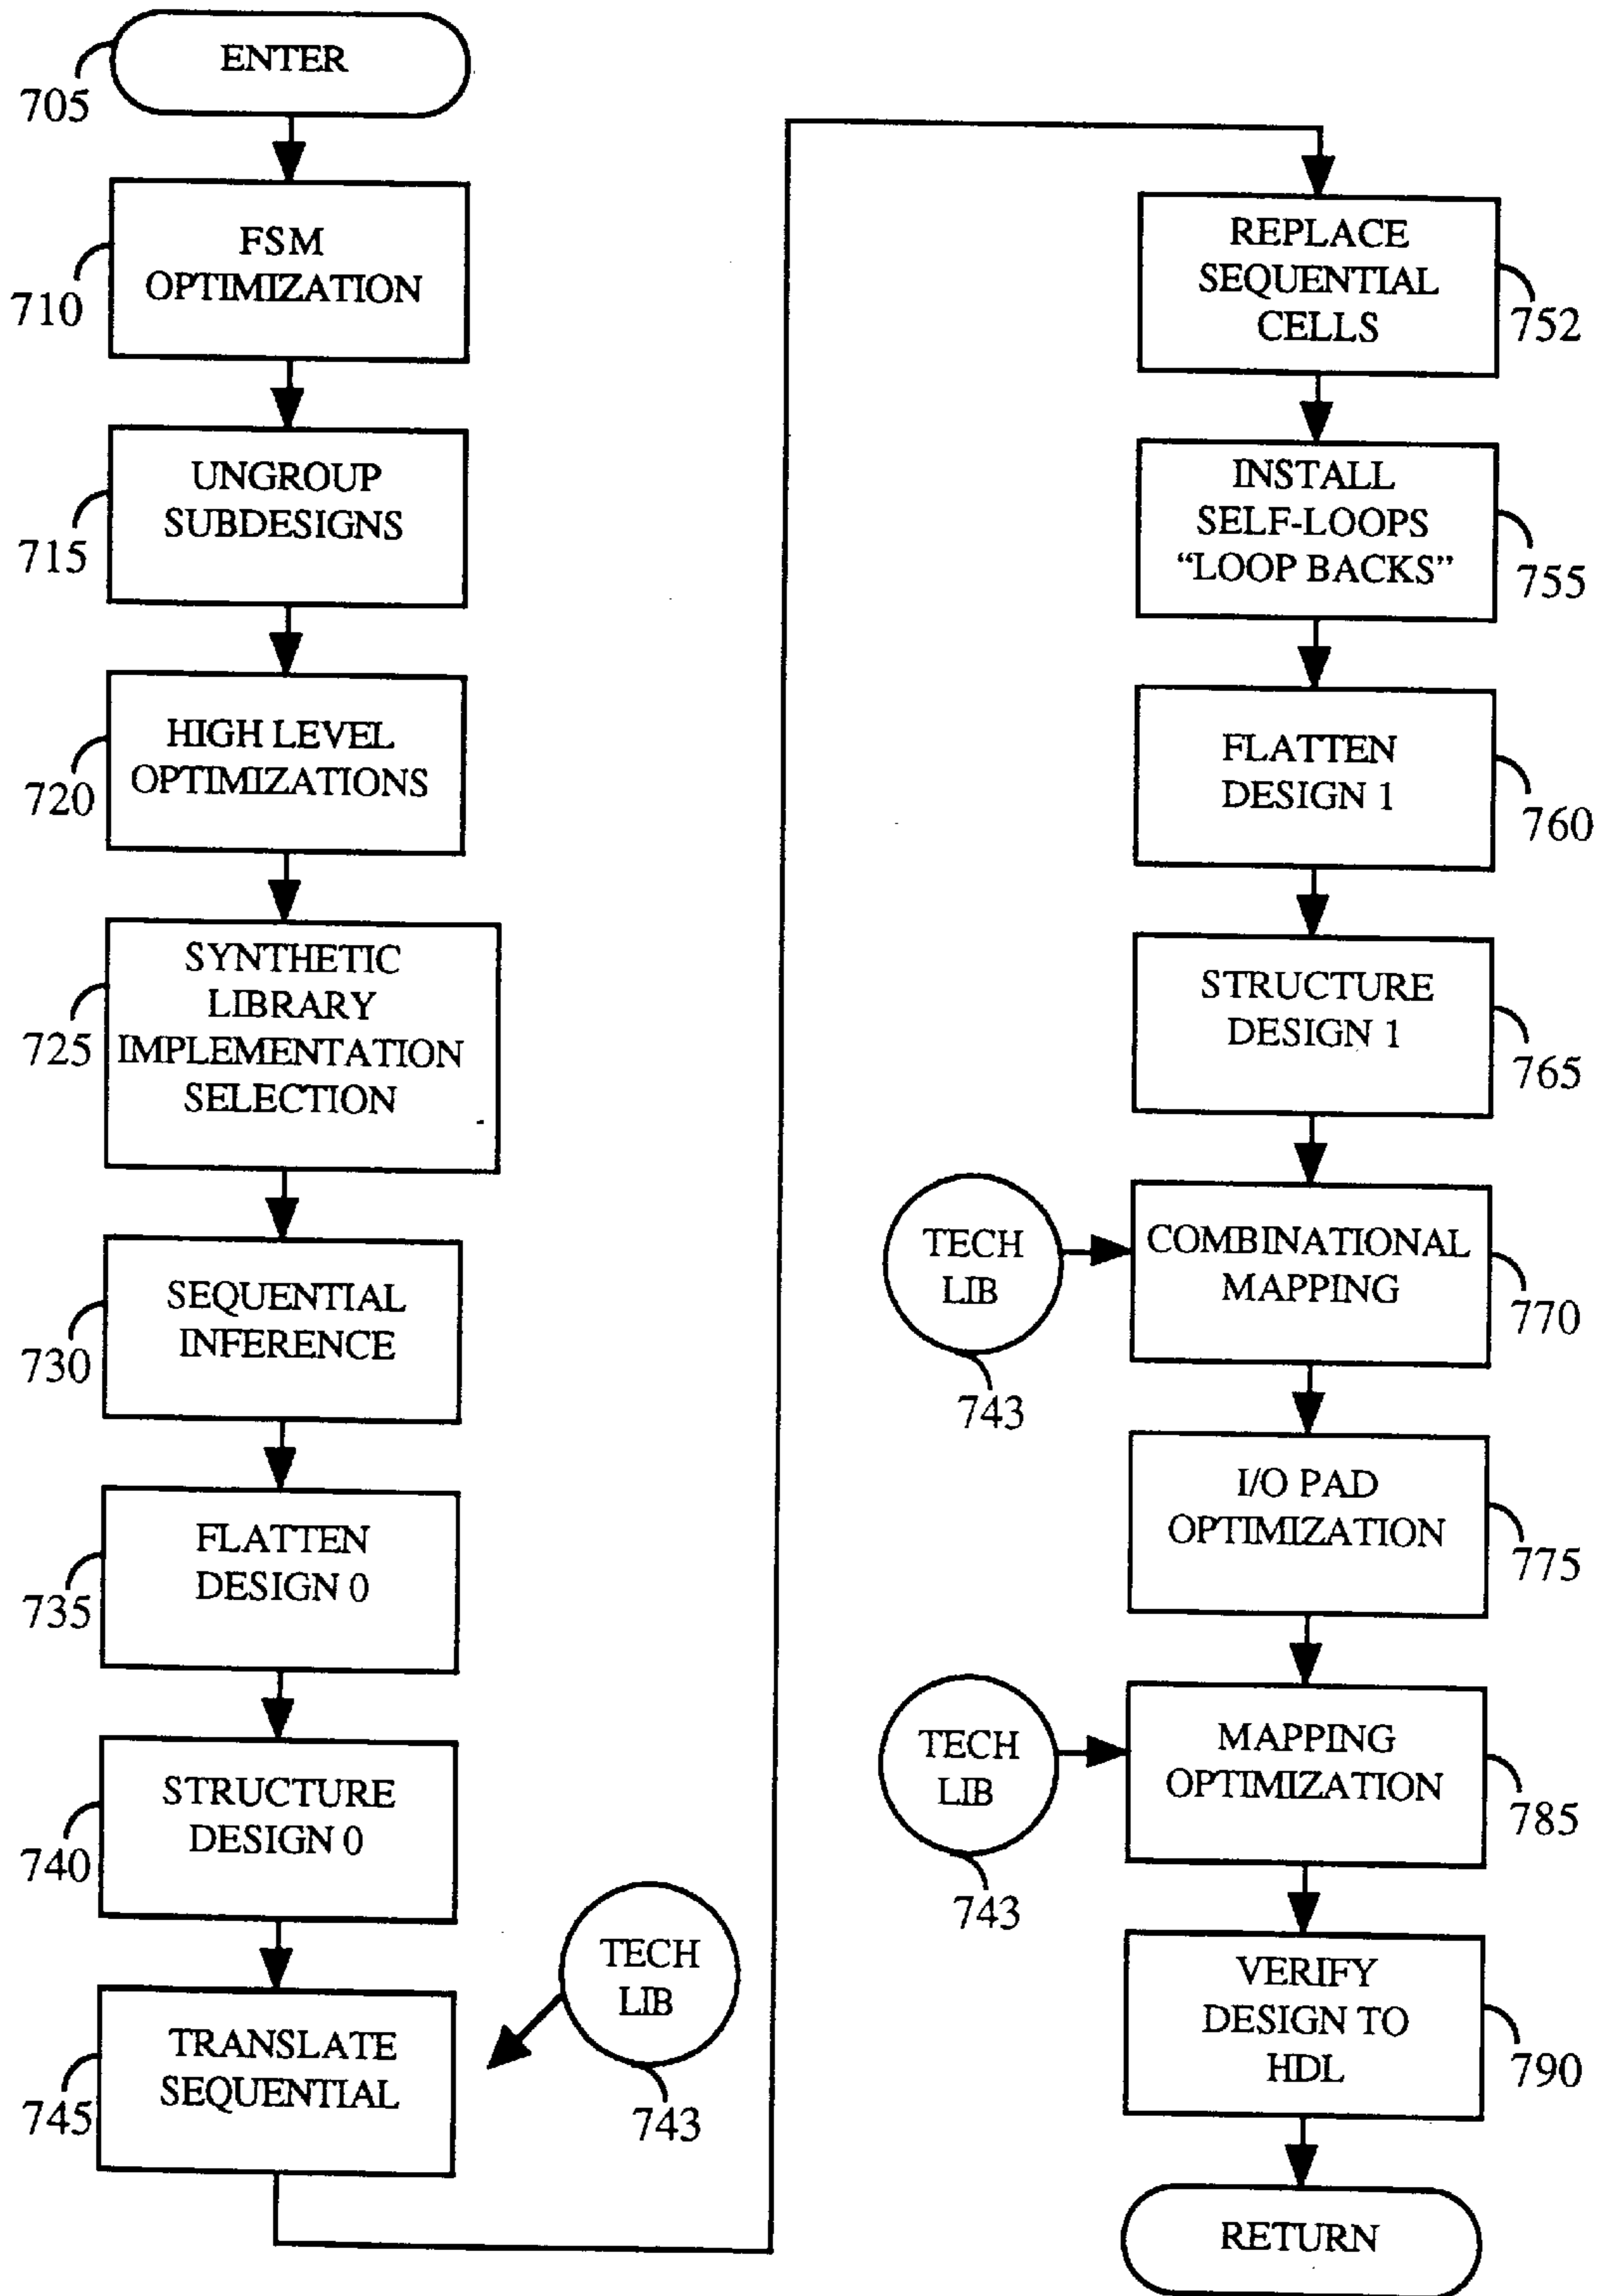 ENTER
705
FSM
OPTIMIZATION
710
UNGROUP
SUBDESIGNS
715
HIGH LEVEL
OPTIMIZATIONS
720
SYNTHETIC
LIBRARY
IMPLEMENTATION
SELECTION
725
SEQUENTIAL
INFERENCE
730
FLATTEN
DESIGN 0
735
STRUCTURE
DESIGN 0
740
TECH
LIB
743
TRANSLATE
SEQUENTIAL
745
REPLACE
SEQUENTIAL
CELLS
752
INSTALL
SELF-LOOPS
“LOOP BACKS”
755
FLATTEN
DESIGN 1
760
STRUCTURE
DESIGN 1
765
TECH
LIB
743
COMBINATIONAL
MAPPING
770
I/O PAD
OPTIMIZATION
775
TECH
LIB
743
MAPPING
OPTIMIZATION
785
VERIFY
DESIGN TO
HDL
790
RETURN